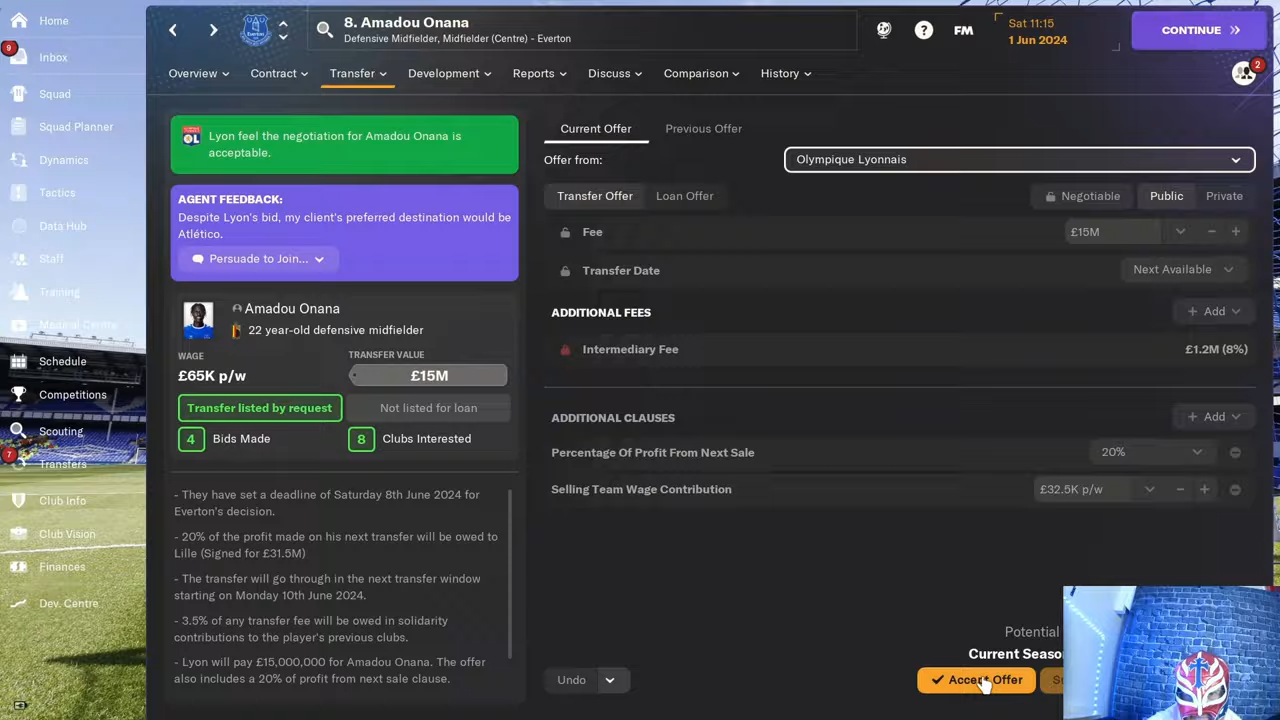 Home
9
Inbox
Squad
Squad Planner
Dynamics
Tactics
Data Hub
Staff
Training
Medical Centre
Schedule
Competitions
Scouting
7
Transfers
Club Info
Club Vision
Finances
Dev. Centre
Everton
8. Amadou Onana
Defensive Midfielder, Midfielder (Centre) - Everton
?
FM
Sat 11:15
1 Jun 2024
CONTINUE
Overview
Contract
Transfer
Development
Reports
Discuss
Comparison
History
2
OL
Lyon feel the negotiation for Amadou Onana is
acceptable.
AGENT FEEDBACK:
Despite Lyon's bid, my client's preferred destination would be
Atlético.
Persuade to Join...
Amadou Onana
22 year-old defensive midfielder
WAGE
TRANSFER VALUE
£65K p/w
£15M
Transfer listed by request
Not listed for loan
4 Bids Made
8 Clubs Interested
- They have set a deadline of Saturday 8th June 2024 for
Everton's decision.
- 20% of the profit made on his next transfer will be owed to
Lille (Signed for £31.5M)
- The transfer will go through in the next transfer window
starting on Monday 10th June 2024.
- 3.5% of any transfer fee will be owed in solidarity
contributions to the player's previous clubs.
- Lyon will pay £15,000,000 for Amadou Onana. The offer
also includes a 20% of profit from next sale clause.
Current Offer
Previous Offer
Offer from:
Olympique Lyonnais
Transfer Offer
Loan Offer
Negotiable
Public
Private
Fee
£15M
Transfer Date
Next Available
ADDITIONAL FEES
+ Add
Intermediary Fee
£1.2M (8%)
ADDITIONAL CLAUSES
+ Add
Percentage Of Profit From Next Sale
20%
Selling Team Wage Contribution
£32.5K p/w
Potential
Current Seaso
Undo
Accept Offer